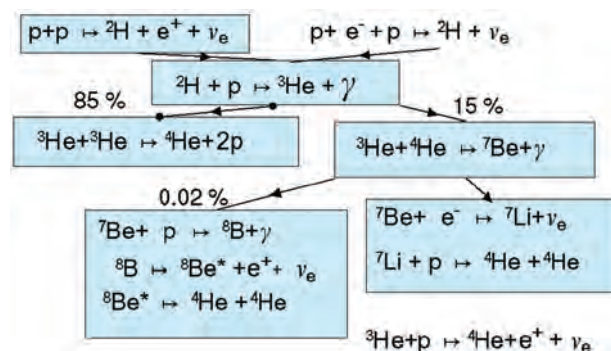 p+p ↦ ²H + e⁺ + νₑ
p+ e⁻+ p ↦ ²H + νₑ
²H + p ↦ ³He + γ
85 %
15 %
³He+³He ↦ ⁴He+2p
³He+⁴He ↦ ⁷Be+γ
0.02 %
⁷Be+ p ↦ ⁸B+γ
⁸B ↦ ⁸Be* +e⁺+ νₑ
⁸Be* ↦ ⁴He +⁴He
⁷Be+ e⁻ ↦ ⁷Li+νₑ
⁷Li + p ↦ ⁴He +⁴He
³He+p ↦ ⁴He+e⁺ + νₑ